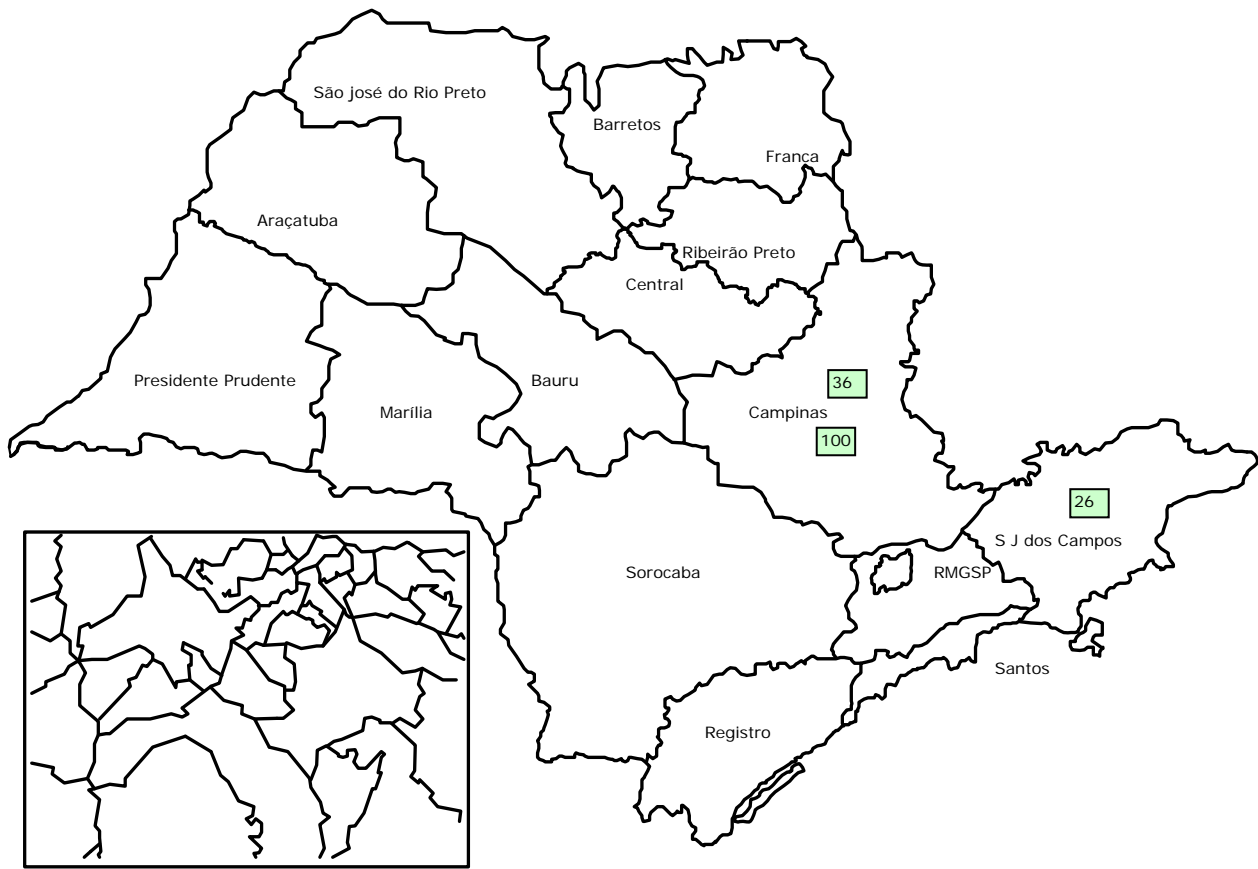 São josé do Rio Preto
Barretos
Franca
Araçatuba
Ribeirão Preto
Central
Presidente Prudente
Bauru
36
Marília
Campinas
100
26
S J dos Campos
Sorocaba
RMGSP
Santos
Registro